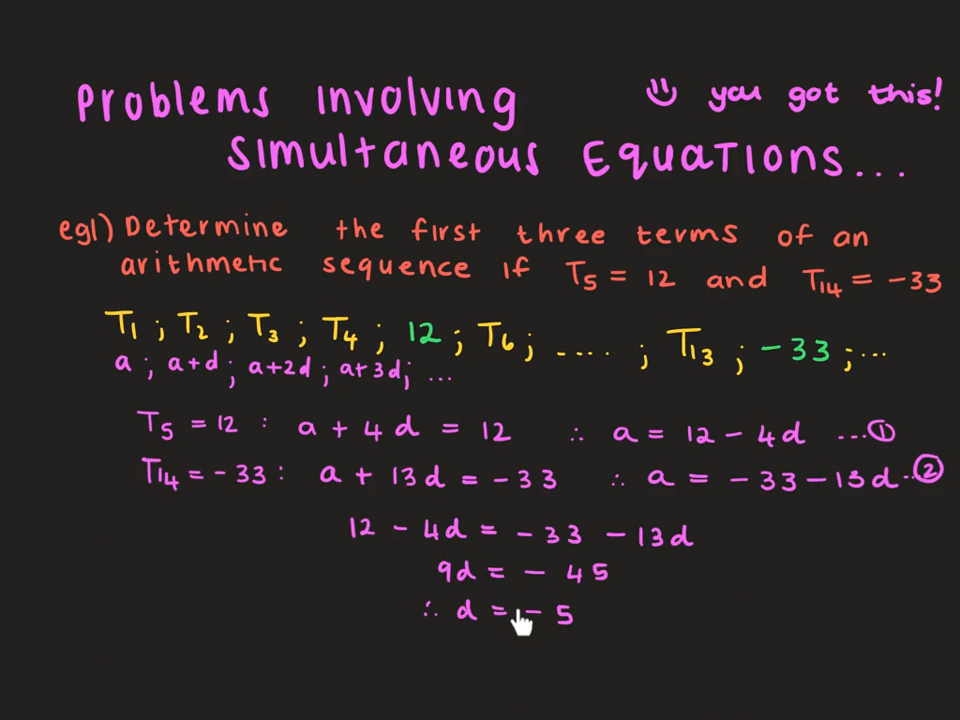 Problems Involving
Simultaneous Equations...
you got this!
eg1) Determine the first three terms of an
arithmetic sequence if T₅ = 12 and T₁₄ = -33
T₁ ; T₂ ; T₃ ; T₄ ; 12 ; T₆ ; .... ; T₁₃ ; -33 ; ...
a ; a+d ; a+2d ; a+3d ; ...
T₅ = 12 : a + 4d = 12 ∴ a = 12 - 4d ...①
T₁₄ = -33 : a + 13d = -33 ∴ a = -33 - 13d ..②
12 - 4d = -33 - 13d
9d = -45
∴ d = -5